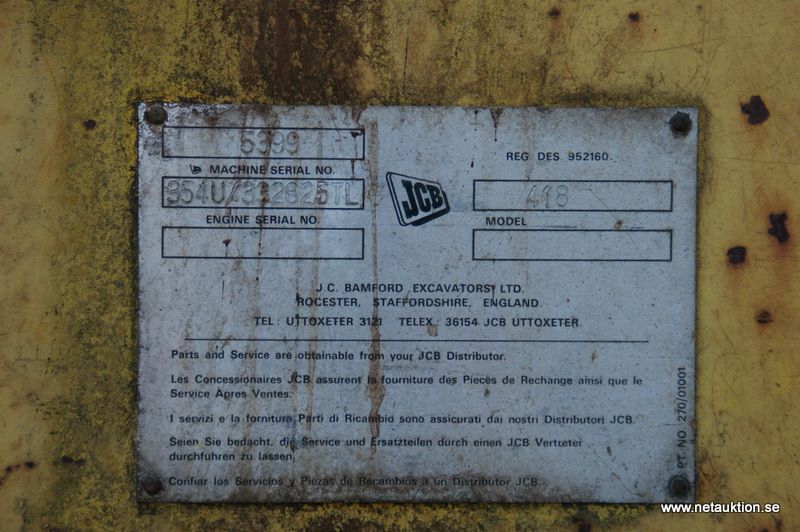 5399
MACHINE SERIAL NO.
354U/332625TL
ENGINE SERIAL NO.
JCB
REG. DES. 952160.
418
MODEL
J.C. BAMFORD EXCAVATORS LTD.
ROCESTER, STAFFORDSHIRE, ENGLAND.
TEL: UTTOXETER 3121 TELEX: 36154 JCB UTTOXETER.
Parts and Service are obtainable from your JCB Distributor.
Les Concessionaires JCB assurent la fourniture des Pieces de Rechange ainsi que le
Service Apres Ventes.
I servizi e la fornitura Parti di Ricambio sono assicurati dai nostri Distributori JCB.
Seien Sie bedacht, die Service und Ersatzteilen durch einen JCB Vertreter
durchfuhren zu lassen.
Confiar los Servicios y Piezas de Recambios a un Distributor JCB.
PT. NO. 270/01001
www.netauktion.se